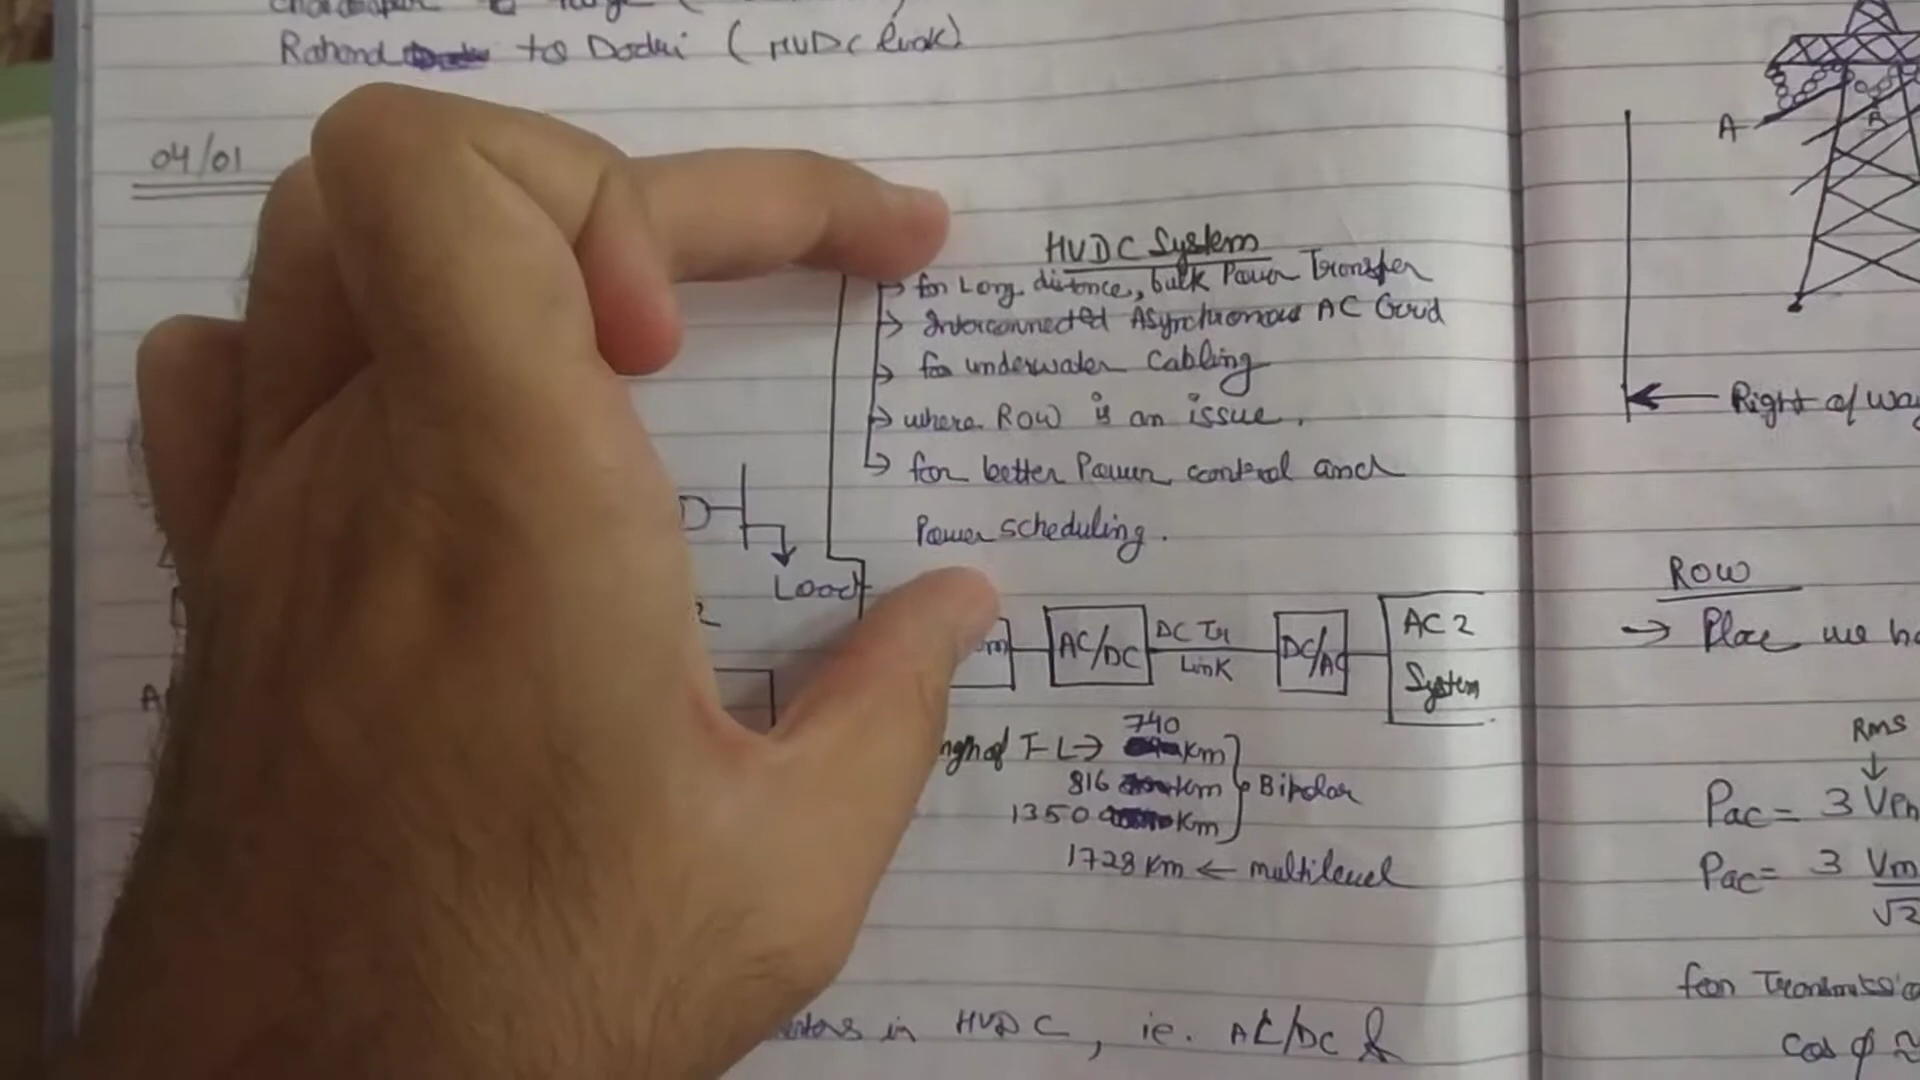 to Dadri (HVDC link)
04/01
HVDC System
→ for Long distance, bulk Power Transfer
→ Interconnected Asynchronous AC Grid
→ for underwater Cabling
→ where ROW is an issue.
→ for better Power control and
Power scheduling.
Load
AC/DC
DC Tr
Link
DC/AC
AC 2
System
of T-L → 740 Km
816 km
1350 Km
Bipolar
1728 Km ← multilevel
in HVDC, ie. AC/DC &
A
B
Right of way
ROW
→ Place we
Rms
↓
Pac = 3 VPh
Pac = 3 Vm
√2
for
cos φ ≈